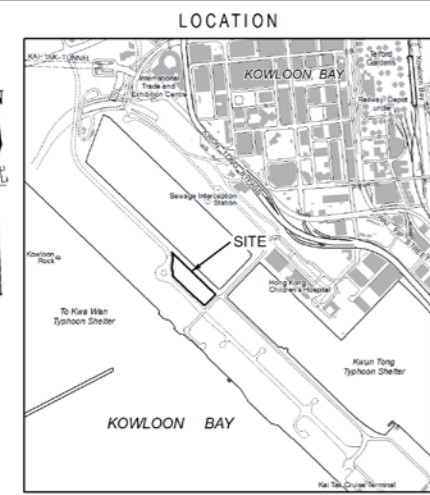 LOCATION
KAI TAK TUNNEL
International
Trade and
Exhibition Centre
KOWLOON BAY
Telford
Gardens
Railway Depot
under
Sewage Interception
Station
SITE
Kowloon
Rock
Hong Kong
Children's Hospital
To Kwa Wan
Typhoon Shelter
Kwun Tong
Typhoon Shelter
KOWLOON BAY
Kai Tak Cruise Terminal